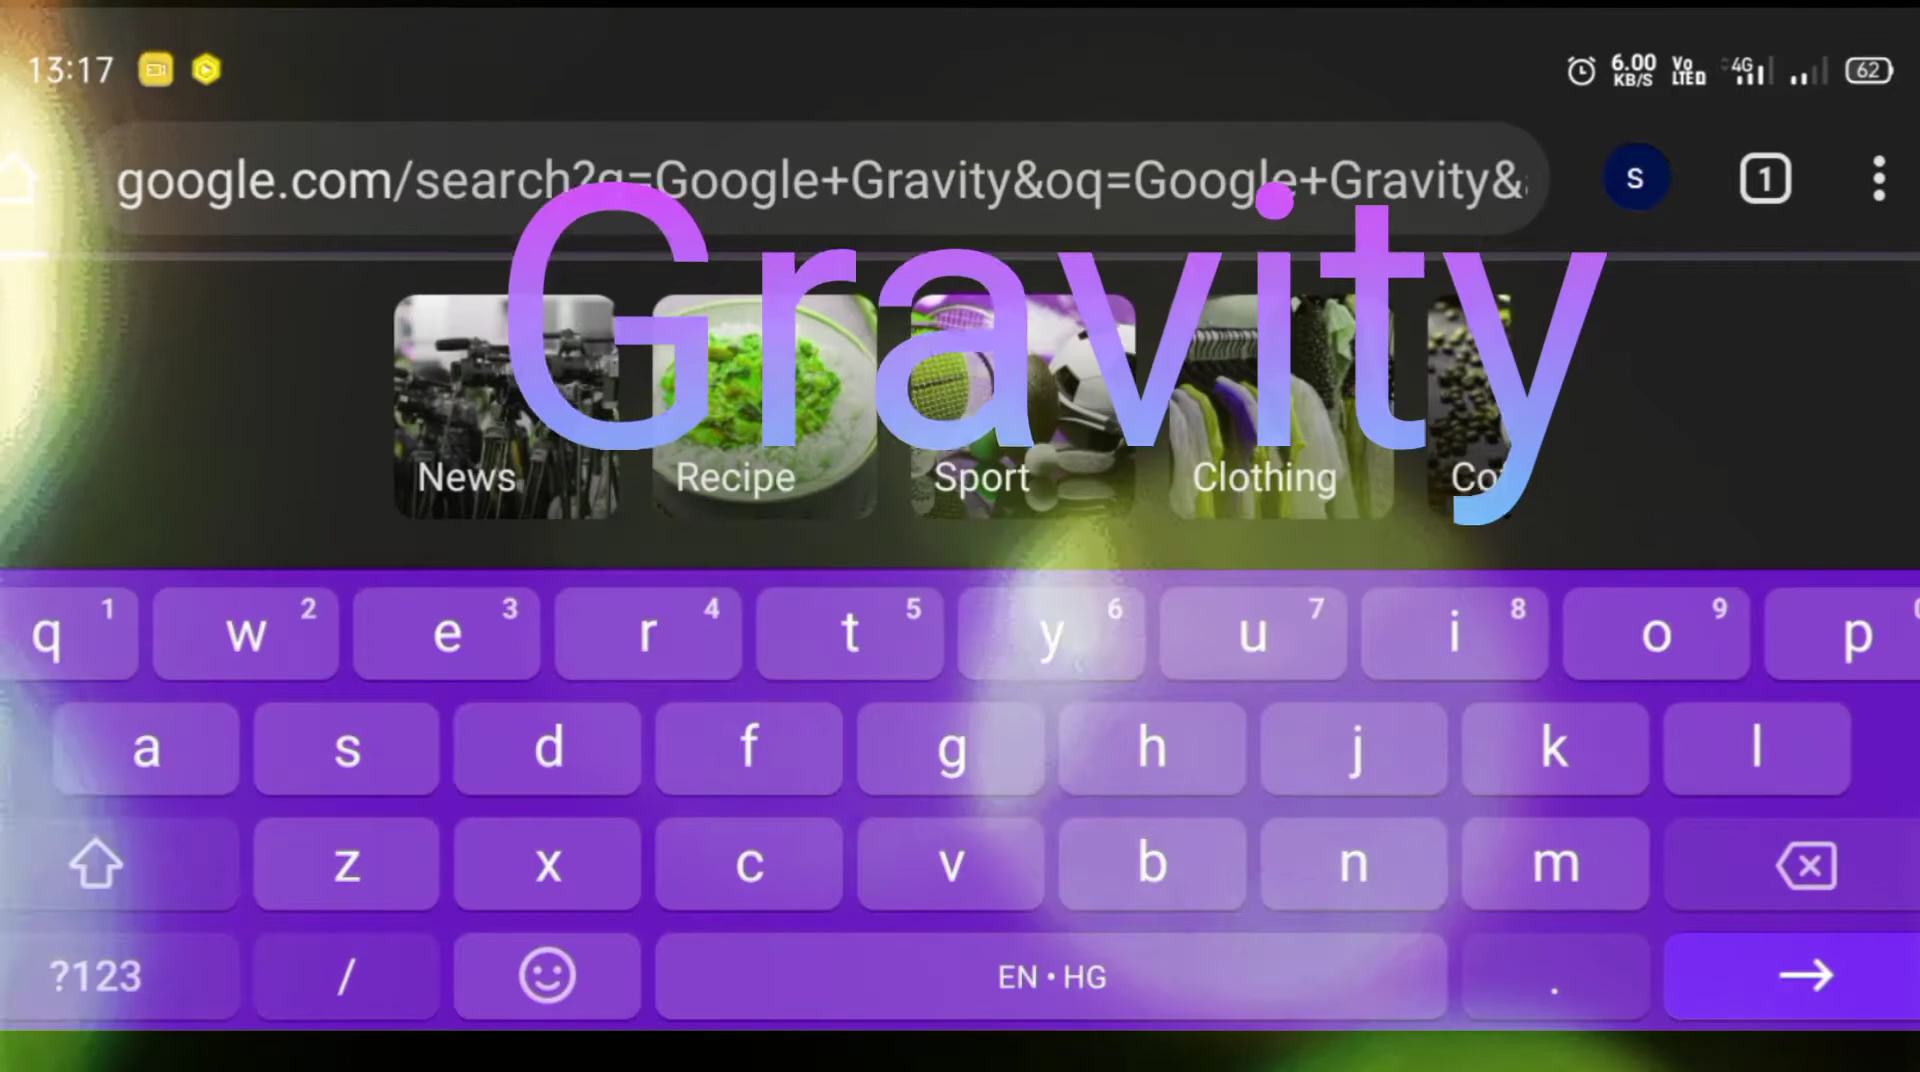 13:17
6.00 KB/S Vo LTE 4G 62
google.com/search?q=Google+Gravity&oq=Google+Gravity&
S
1
Gravity
News Recipe Sport Clothing
q 1 w 2 e 3 r 4 t 5 y 6 u 7 i 8 o 9 p
a s d f g h j k l
z x c v b n m
?123 / EN • HG .